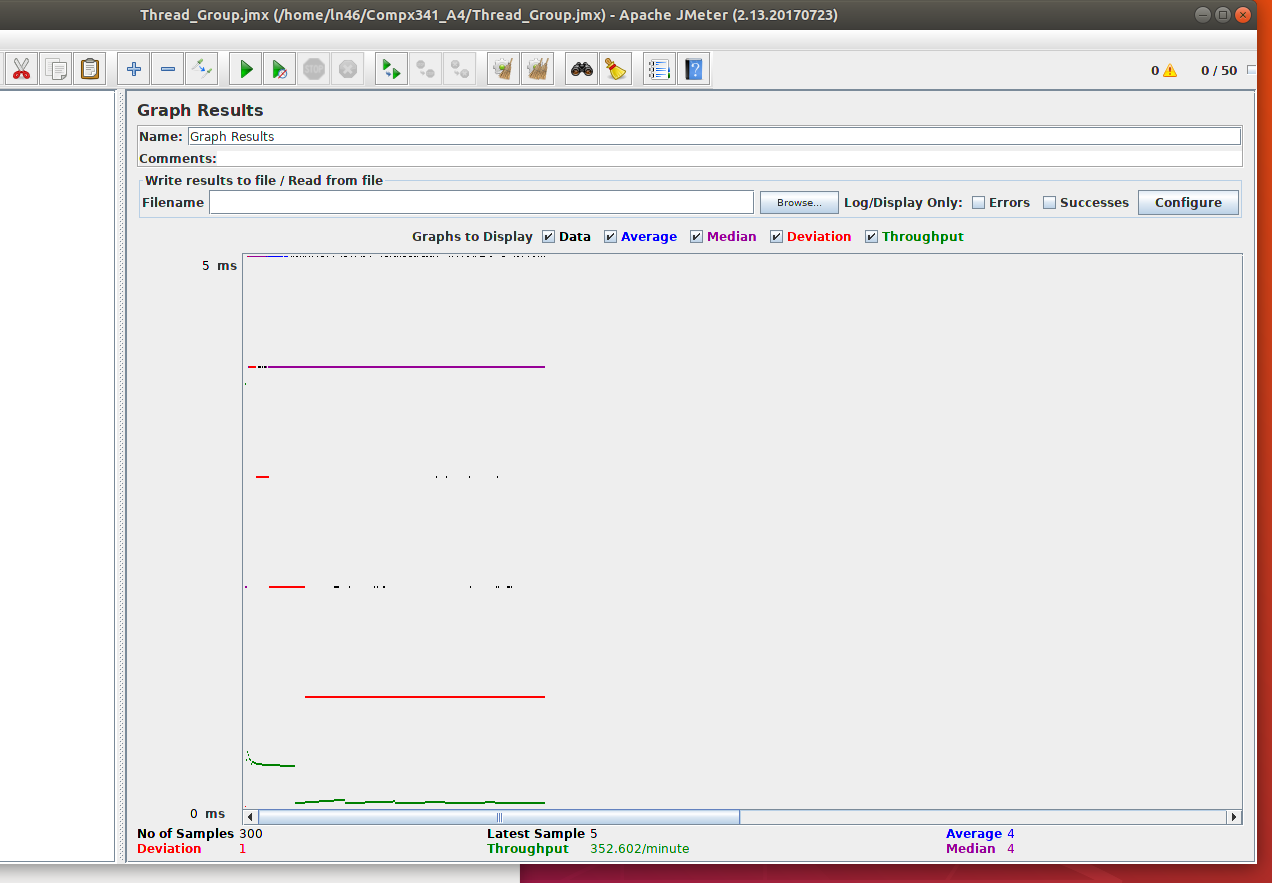 Thread_Group.jmx (/home/ln46/Compx341_A4/Thread_Group.jmx) - Apache JMeter (2.13.20170723)
STOP
0 0 / 50
Graph Results
Name: Graph Results
Comments:
Write results to file / Read from file
Filename Browse... Log/Display Only: Errors Successes Configure
Graphs to Display Data Average Median Deviation Throughput
5 ms
0 ms
No of Samples 300 Latest Sample 5 Average 4
Deviation 1 Throughput 352.602/minute Median 4